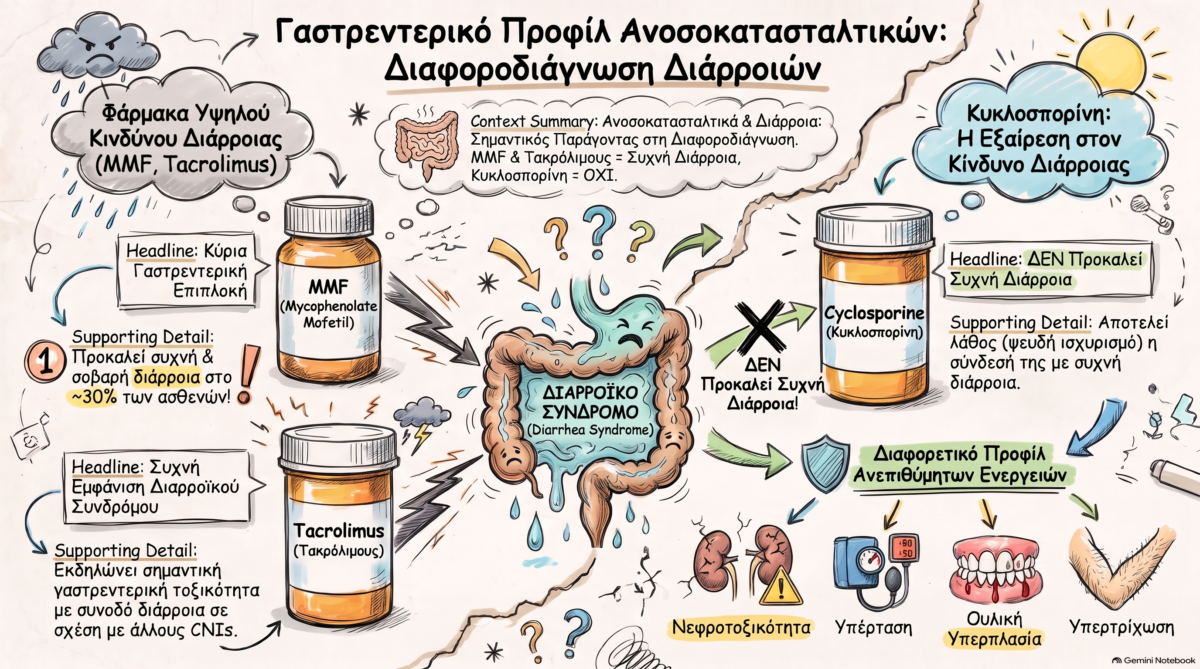 Γαστρεντερικό Προφίλ Ανοσοκατασταλτικών:
Διαφοροδιάγνωση Διάρροιών
Φάρμακα Υψηλού
Κινδύνου Διάρροιας
(MMF, Tacrolimus)
Context Summary: Ανοσοκατασταλτικά & Διάρροια:
Σημαντικός Παράγοντας στη Διαφοροδιάγνωση.
MMF & Τακρόλιμους = Συχνή Διάρροια,
Κυκλοσπορίνη = ΟΧΙ.
Κυκλοσπορίνη:
Η Εξαίρεση στον
Κίνδυνο Διάρροιας
Headline: Κύρια
Γαστρεντερική
Επιπλοκή
MMF
(Mycophenolate
Mofetil)
1
Supporting Detail:
Προκαλεί συχνή &
σοβαρή διάρροια στο
~30% των ασθενών!
Headline: Συχνή
Εμφάνιση Διαρροϊκού
Συνδρόμου
Tacrolimus
(Τακρόλιμους)
Supporting Detail:
Εκδηλώνει σημαντική
γαστρεντερική τοξικότητα
με συνοδό διάρροια σε
σχέση με άλλους CNIs.
? ? ?
ΔΙΑΡΡΟΪΚΟ
ΣΥΝΔΡΟΜΟ
(Diarrhea Syndrome)
ΔΕΝ
Προκαλεί Συχνή
Διάρροια!
Cyclosporine
(Κυκλοσπορίνη)
Headline: ΔΕΝ Προκαλεί
Συχνή Διάρροια
Supporting Detail: Αποτελεί
λάθος (ψευδή ισχυρισμό) η
σύνδεσή της με συχνή
διάρροια.
Διαφορετικό Προφίλ
Ανεπιθύμητων Ενεργειών
Νεφροτοξικότητα
Υπέρταση
Ουλική
Υπερπλασία
Υπερτρίχωση
? ?
Gemini Notebook